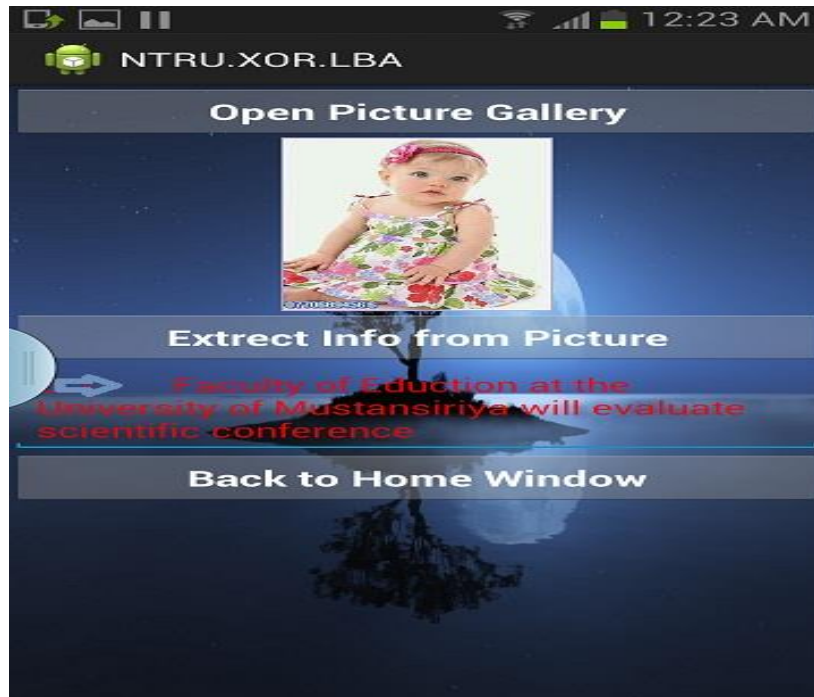 12:23 AM
NTRU.XOR.LBA
Open Picture Gallery
Extrect Info from Picture
Faculty of Eduction at the
University of Mustansiriya will evaluate
scientific conference
Back to Home Window